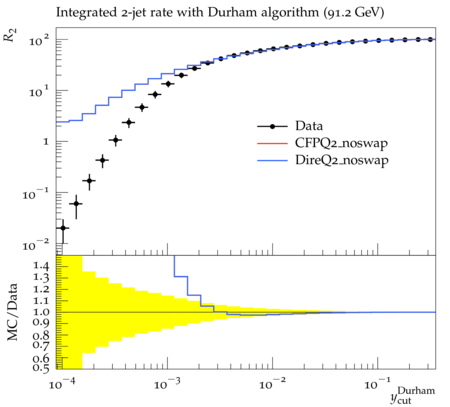 Integrated 2-jet rate with Durham algorithm (91.2 GeV)
R2
10^2
10^1
1
10^−1
10^−2
Data
CFPQ2_noswap
DireQ2_noswap
MC/Data
1.4
1.3
1.2
1.1
1.0
0.9
0.8
0.7
0.6
0.5
10^−4 10^−3 10^−2 10^−1
y_cut^Durham